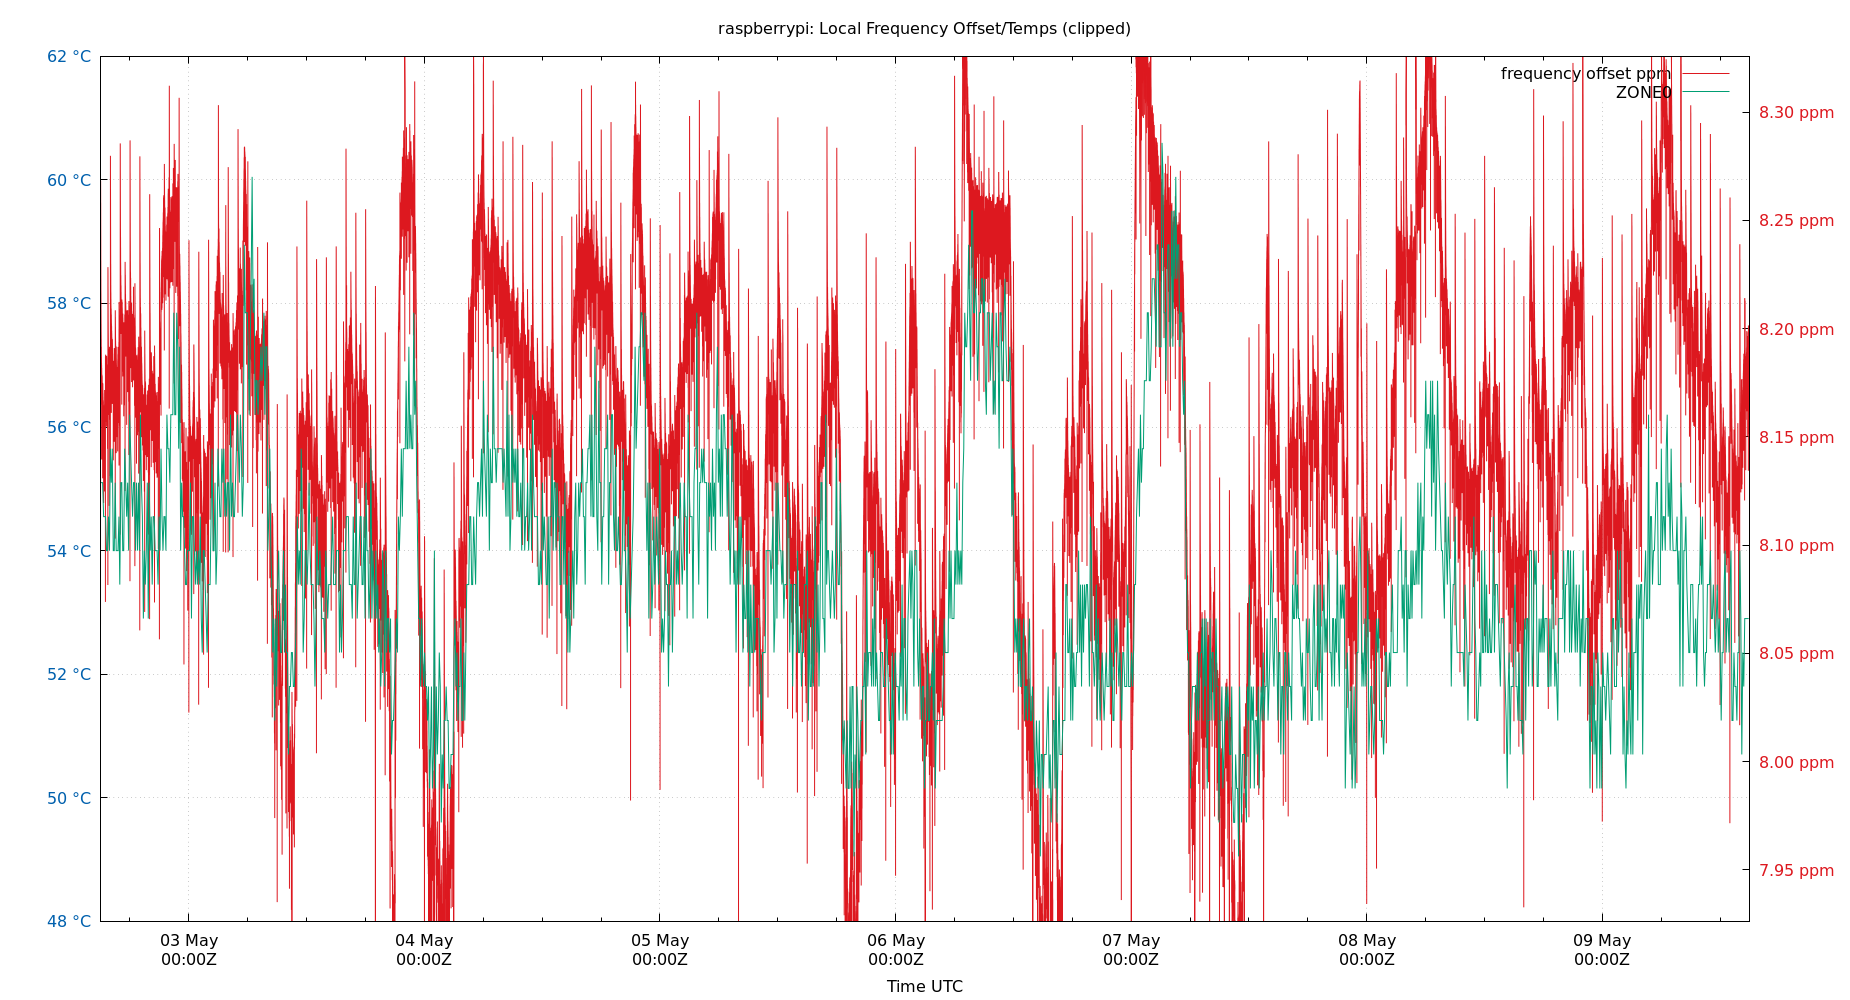 raspberrypi: Local Frequency Offset/Temps (clipped)
62 °C
60 °C
58 °C
56 °C
54 °C
52 °C
50 °C
48 °C
frequency offset ppm
ZONE0
8.30 ppm
8.25 ppm
8.20 ppm
8.15 ppm
8.10 ppm
8.05 ppm
8.00 ppm
7.95 ppm
03 May
00:00Z
04 May
00:00Z
05 May
00:00Z
06 May
00:00Z
07 May
00:00Z
08 May
00:00Z
09 May
00:00Z
Time UTC